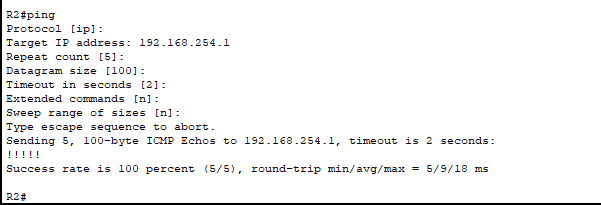 R2#ping
Protocol [ip]:
Target IP address: 192.168.254.1
Repeat count [5]:
Datagram size [100]:
Timeout in seconds [2]:
Extended commands [n]:
Sweep range of sizes [n]:
Type escape sequence to abort.
Sending 5, 100-byte ICMP Echos to 192.168.254.1, timeout is 2 seconds:
!!!!!
Success rate is 100 percent (5/5), round-trip min/avg/max = 5/9/18 ms
R2#